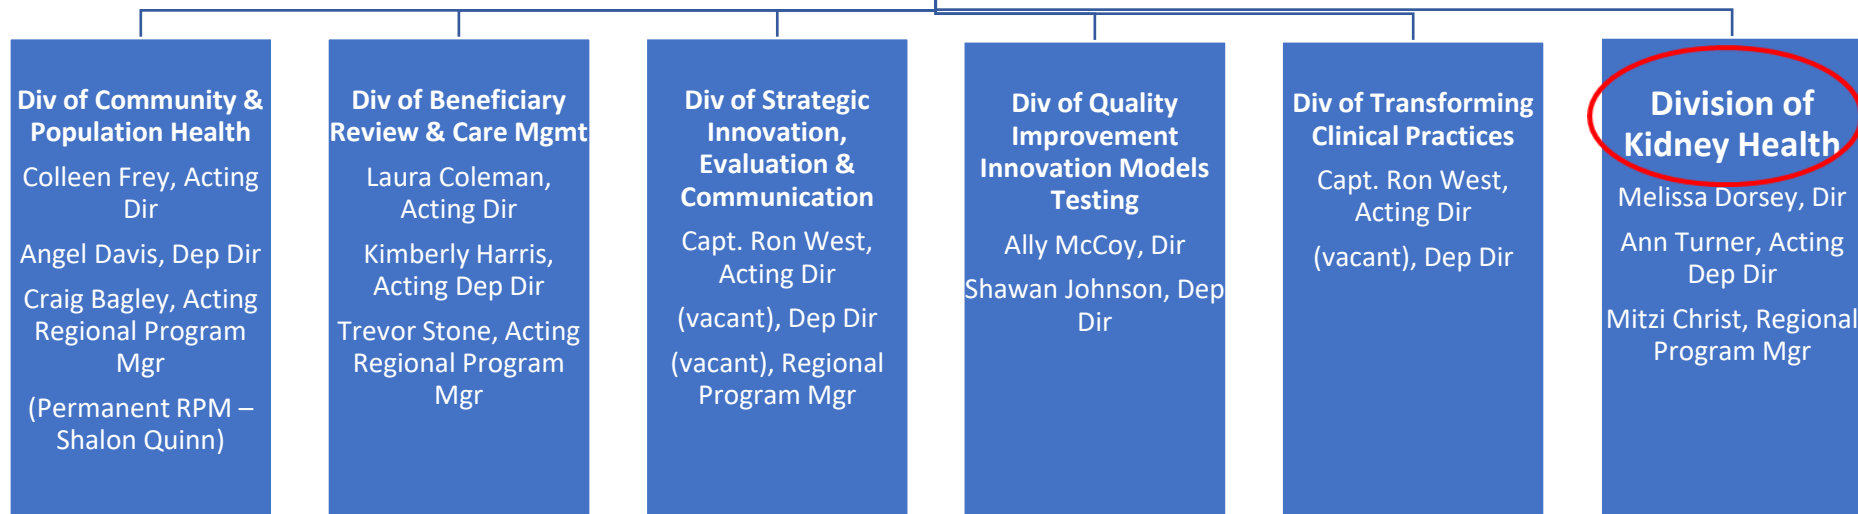 Div of Community &
Population Health
Colleen Frey, Acting
Dir
Angel Davis, Dep Dir
Craig Bagley, Acting
Regional Program
Mgr
(Permanent RPM –
Shalon Quinn)
Div of Beneficiary
Review & Care Mgmt
Laura Coleman,
Acting Dir
Kimberly Harris,
Acting Dep Dir
Trevor Stone, Acting
Regional Program
Mgr
Div of Strategic
Innovation,
Evaluation &
Communication
Capt. Ron West,
Acting Dir
(vacant), Dep Dir
(vacant), Regional
Program Mgr
Div of Quality
Improvement
Innovation Models
Testing
Ally McCoy, Dir
Shawan Johnson, Dep
Dir
Div of Transforming
Clinical Practices
Capt. Ron West,
Acting Dir
(vacant), Dep Dir
Division of
Kidney Health
Melissa Dorsey, Dir
Ann Turner, Acting
Dep Dir
Mitzi Christ, Regional
Program Mgr